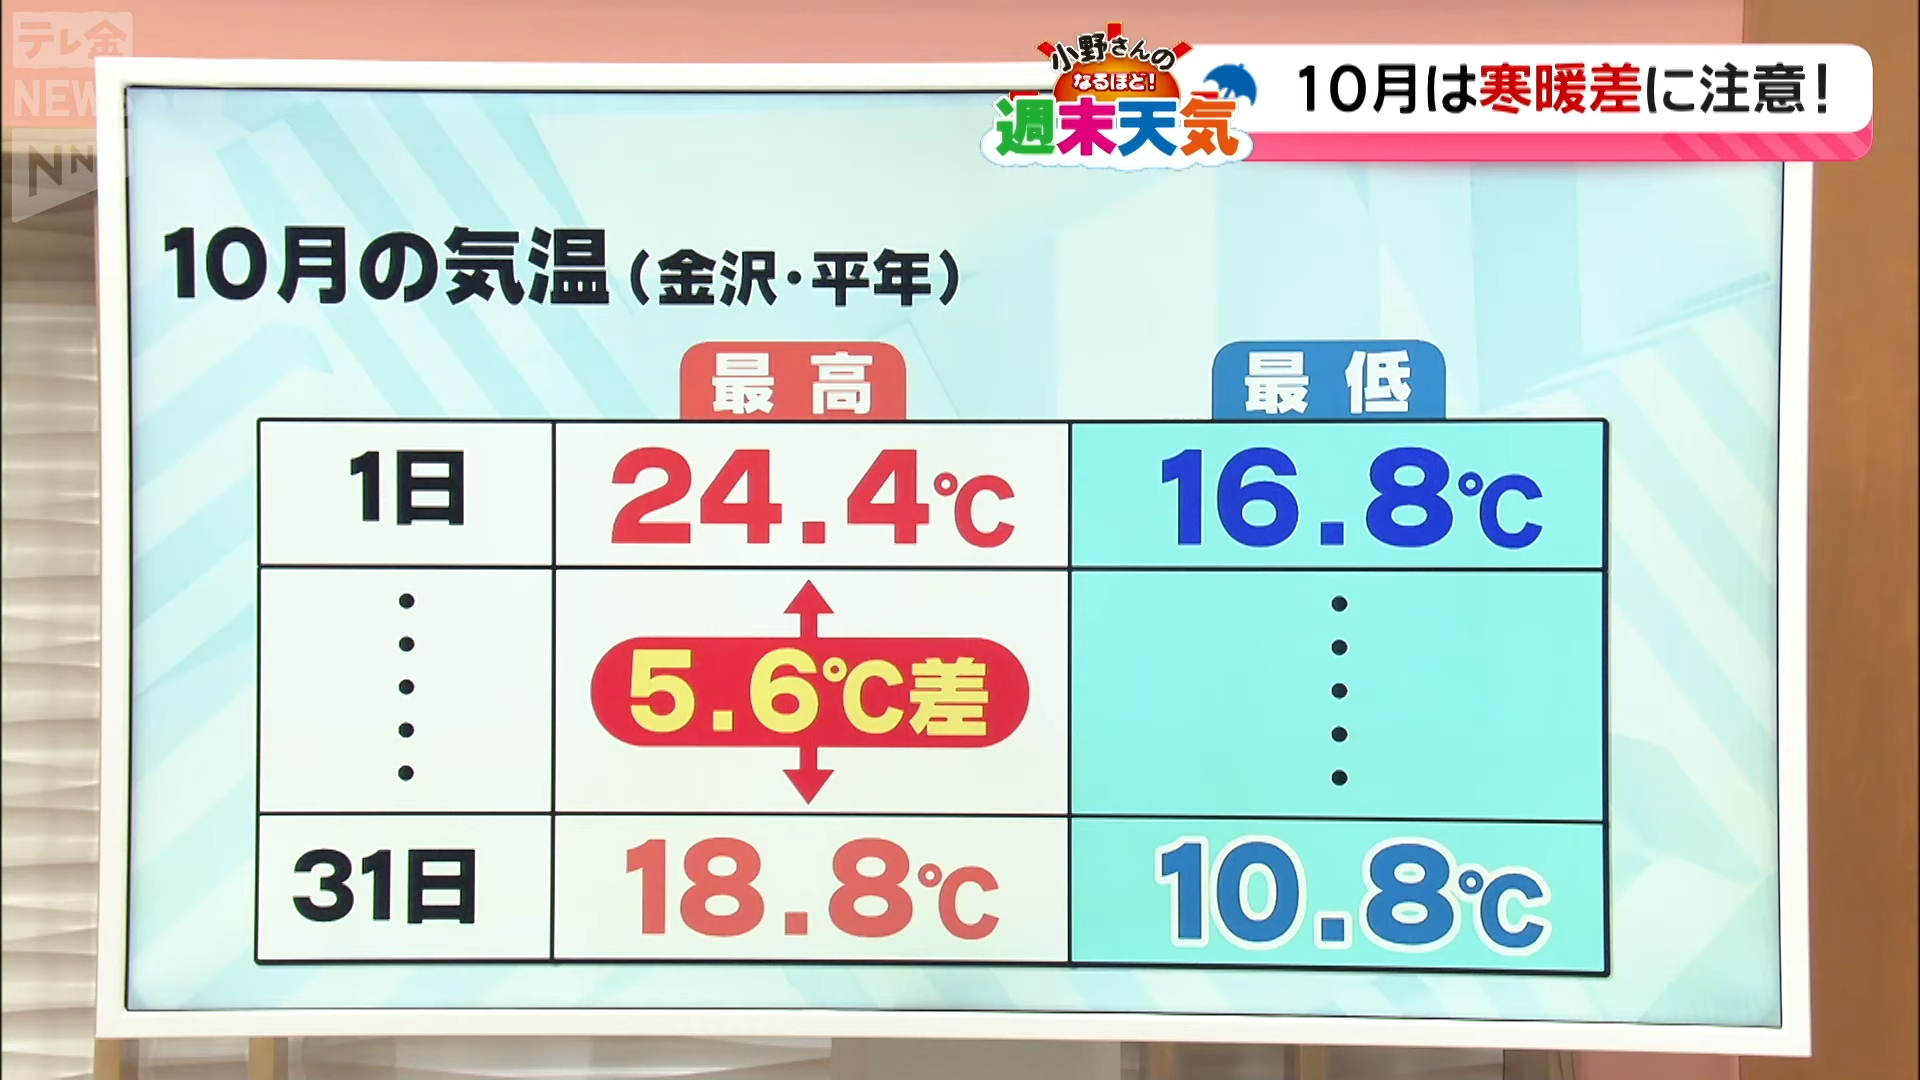 テレ金
NEWS
NN
小野さんの
なるほど!
週末天気
10月は寒暖差に注意!
10月の気温(金沢・平年)
最高 最低
1日 24.4℃ 16.8℃
5.6℃差
31日 18.8℃ 10.8℃